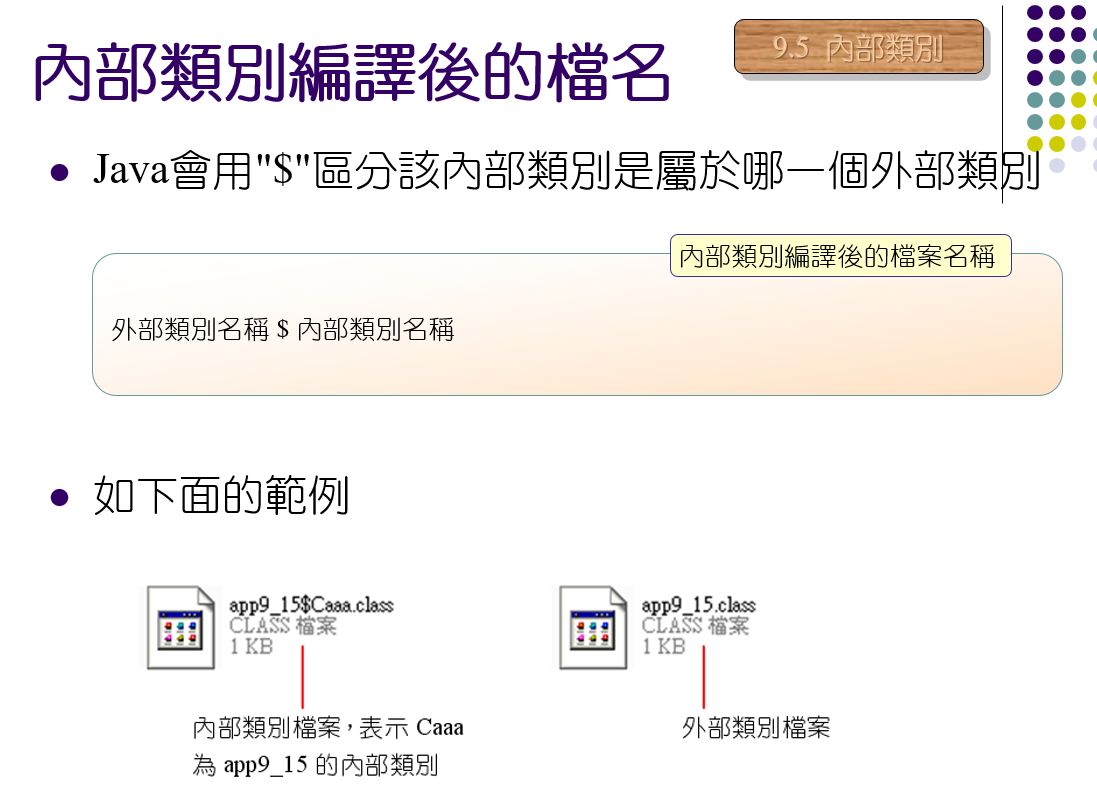 9.5 內部類別
內部類別編譯後的檔名
Java會用"$"區分該內部類別是屬於哪一個外部類別
內部類別編譯後的檔案名稱
外部類別名稱 $ 內部類別名稱
如下面的範例
app9_15$Caaa.class
CLASS 檔案
1 KB
內部類別檔案，表示 Caaa
為 app9_15 的內部類別
app9_15.class
CLASS 檔案
1 KB
外部類別檔案